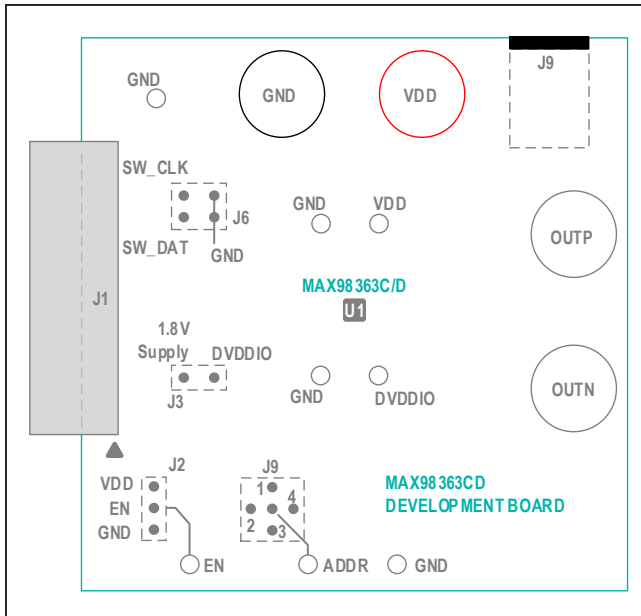 GND
GND
VDD
J9
SW_CLK
J6
SW_DAT
GND
GND
VDD
OUTP
J1
MAX98363C/D
U1
1.8V
Supply
DVDDIO
J3
GND
DVDDIO
OUTN
J2
VDD
EN
GND
EN
J9
1
4
2
3
ADDR
GND
MAX98363CD
DEVELOPMENT BOARD